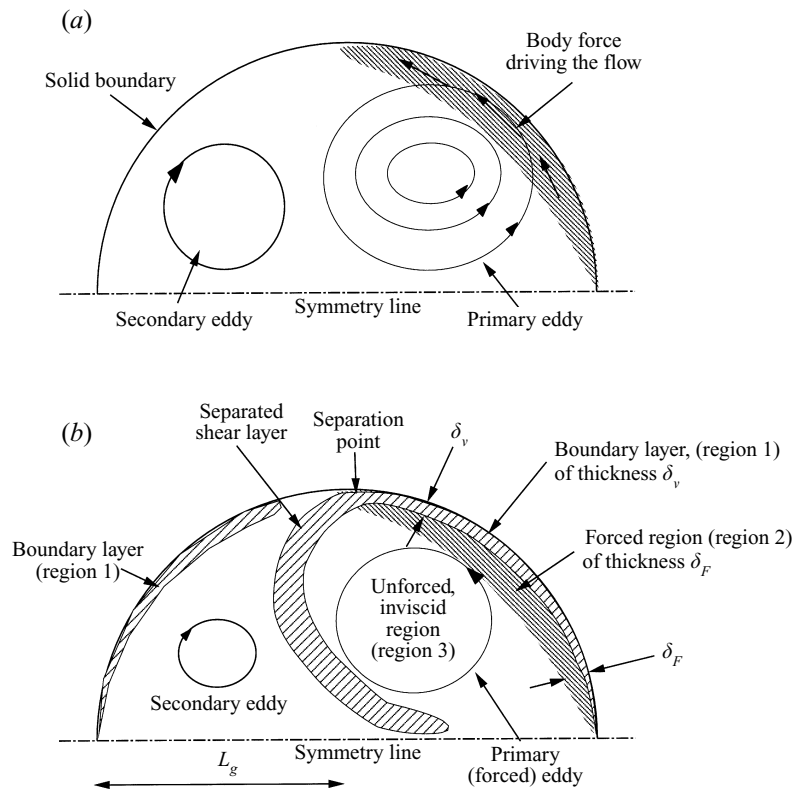 (a)
Body force
driving the flow
Solid boundary
Secondary eddy
Symmetry line
Primary eddy
(b)
Separated
shear layer
Separation
point
δν
Boundary layer, (region 1)
of thickness δν
Forced region (region 2)
of thickness δF
Boundary layer
(region 1)
Unforced,
inviscid
region
(region 3)
δF
Secondary eddy
Symmetry line
Primary
(forced) eddy
Lg